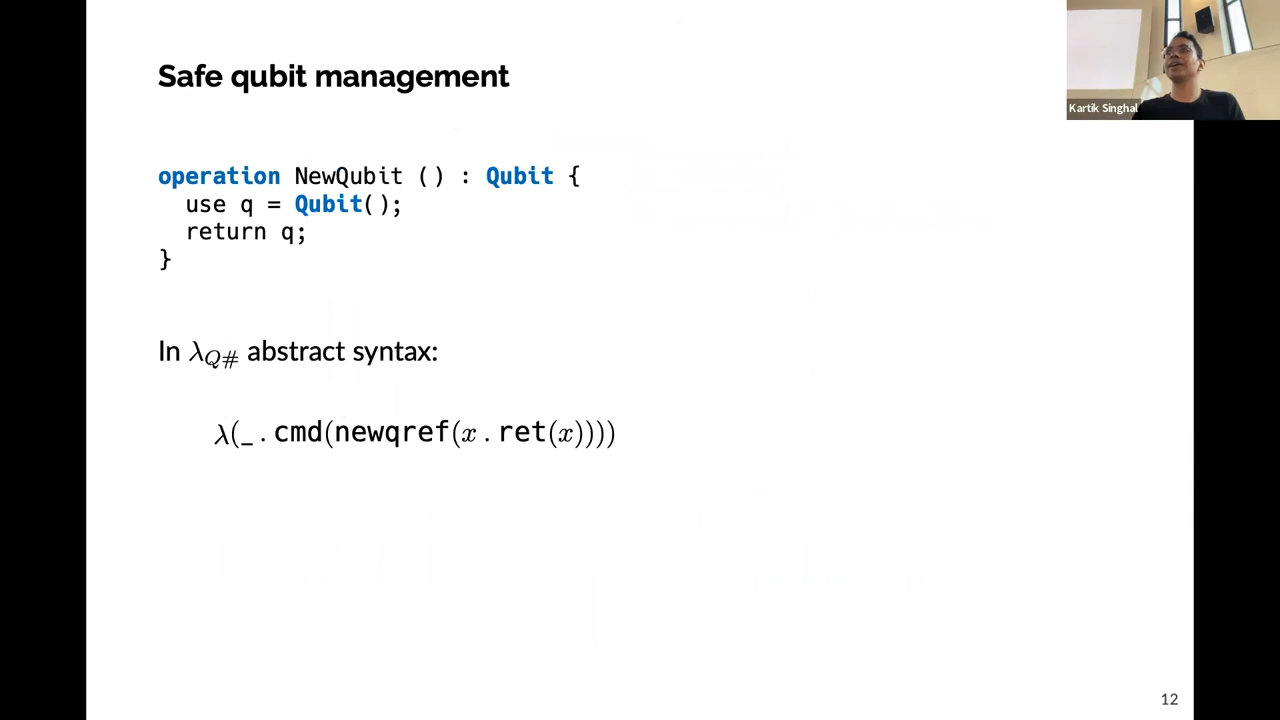 Safe qubit management
Kartik Singhal
operation NewQubit () : Qubit {
  use q = Qubit();
  return q;
}
In λQ# abstract syntax:
λ(_ . cmd(newqref(x . ret(x))))
12